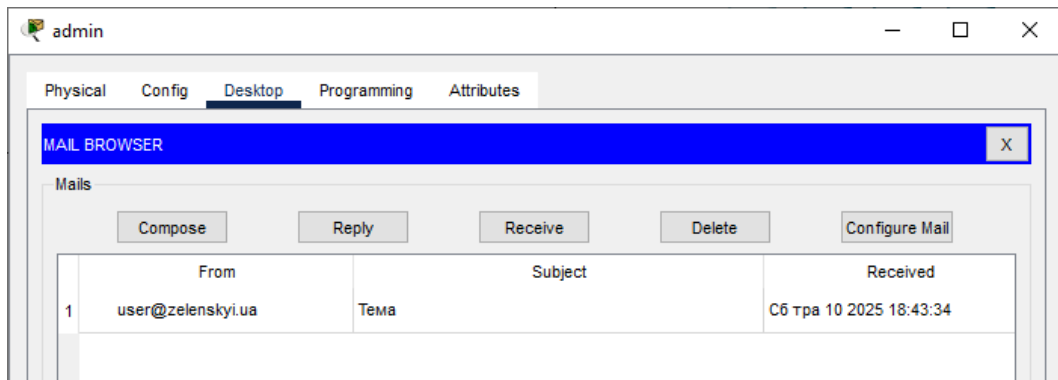 admin
Physical Config Desktop Programming Attributes
MAIL BROWSER X
Mails
Compose Reply Receive Delete Configure Mail
From Subject Received
1 user@zelenskyi.ua Тема Сб тра 10 2025 18:43:34